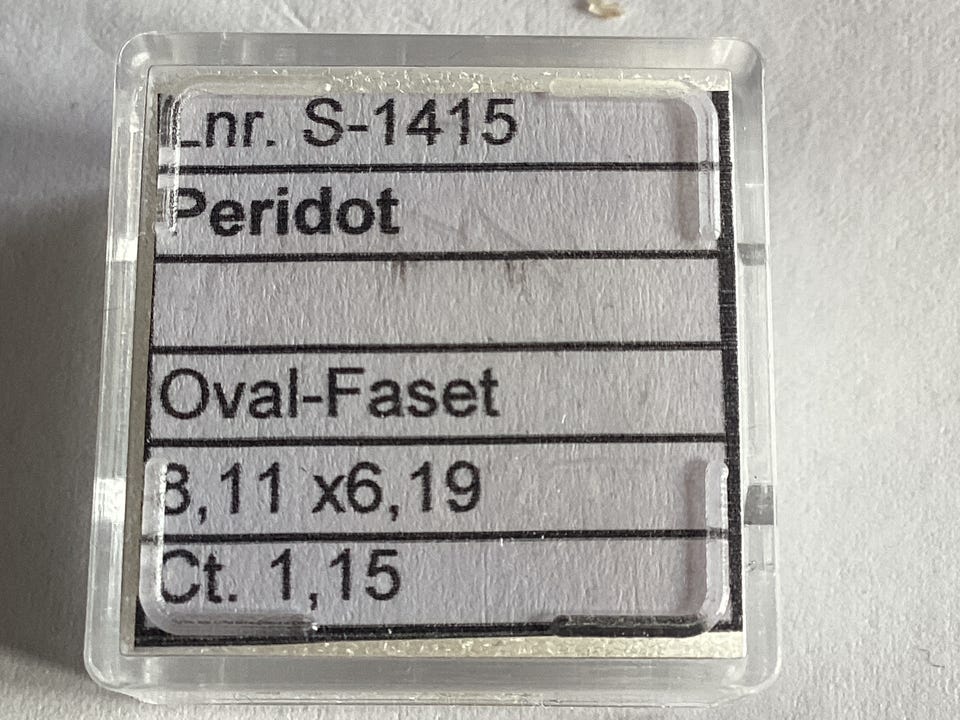 Lnr. S-1415
Peridot
Oval-Faset
8,11 x6,19
Ct. 1,15